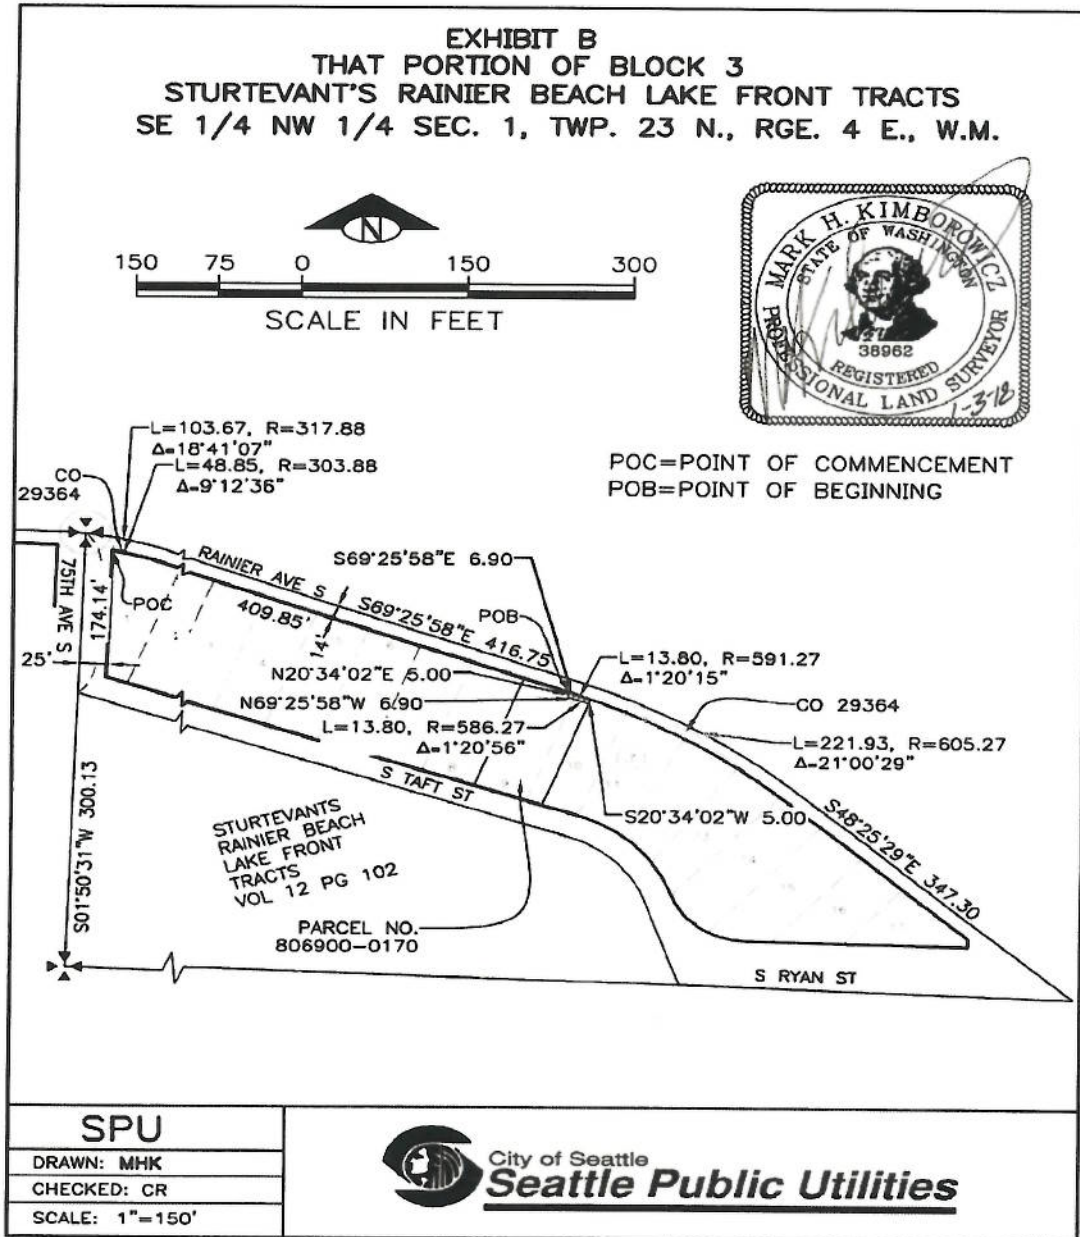 EXHIBIT B
THAT PORTION OF BLOCK 3
STURTEVANT'S RAINIER BEACH LAKE FRONT TRACTS
SE 1/4 NW 1/4 SEC. 1, TWP. 23 N., RGE. 4 E., W.M.
N
150 75 0 150 300
SCALE IN FEET
MARK H. KIMBOROWICZ
STATE OF WASHINGTON
38962
REGISTERED
PROFESSIONAL LAND SURVEYOR
1-3-18
POC=POINT OF COMMENCEMENT
POB=POINT OF BEGINNING
L=103.67, R=317.88
Δ=18°41'07"
L=48.85, R=303.88
Δ=9°12'36"
CO
29364
RAINIER AVE S
S69°25'58"E 6.90
POB
POC
75TH AVE S
174.14'
25'
409.85'
14'
S69°25'58"E 416.75
N20°34'02"E 5.00
N69°25'58"W 6.90
L=13.80, R=586.27
Δ=1°20'56"
L=13.80, R=591.27
Δ=1°20'15"
CO 29364
L=221.93, R=605.27
Δ=21°00'29"
S TAFT ST
S20°34'02"W 5.00
S48°25'29"E 347.30
S01°50'31"W 300.13
STURTEVANTS
RAINIER BEACH
LAKE FRONT
TRACTS
VOL 12 PG 102
PARCEL NO.
806900-0170
S RYAN ST
SPU
DRAWN: MHK
CHECKED: CR
SCALE: 1"=150'
City of Seattle
Seattle Public Utilities